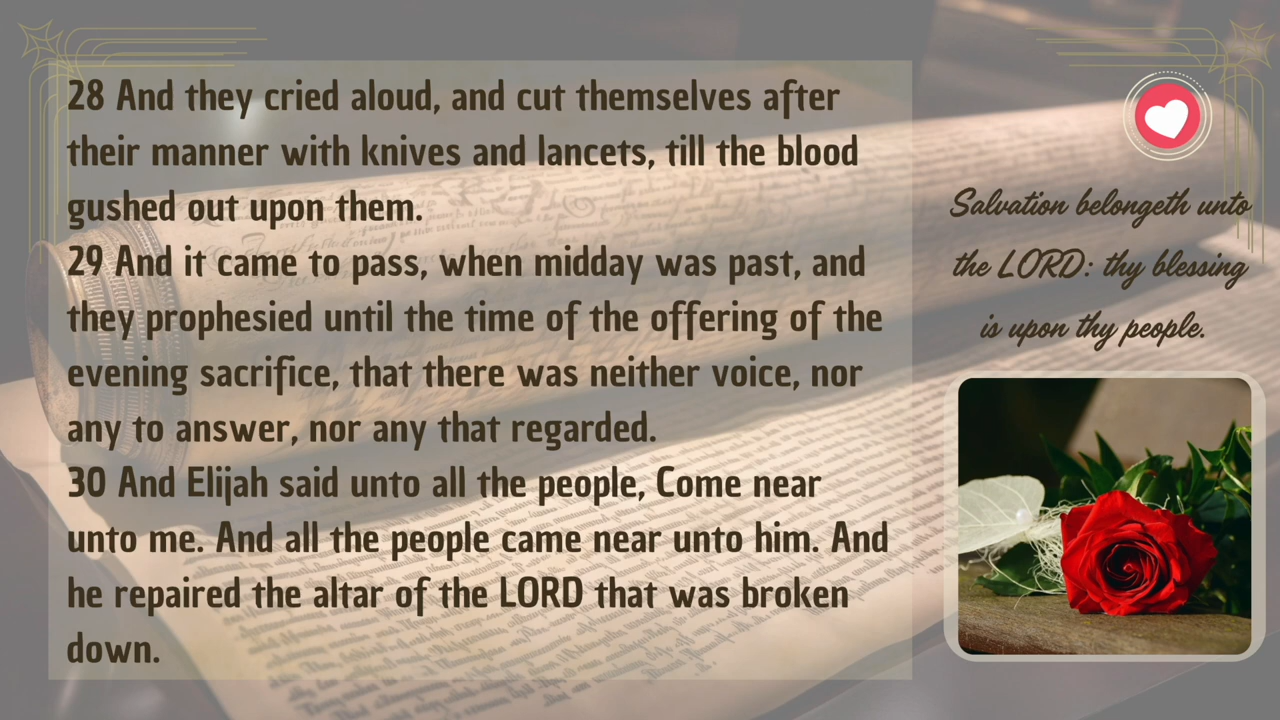 28 And they cried aloud, and cut themselves after
their manner with knives and lancets, till the blood
gushed out upon them.
29 And it came to pass, when midday was past, and
they prophesied until the time of the offering of the
evening sacrifice, that there was neither voice, nor
any to answer, nor any that regarded.
30 And Elijah said unto all the people, Come near
unto me. And all the people came near unto him. And
he repaired the altar of the LORD that was broken
down.
Salvation belongeth unto
the LORD: thy blessing
is upon thy people.